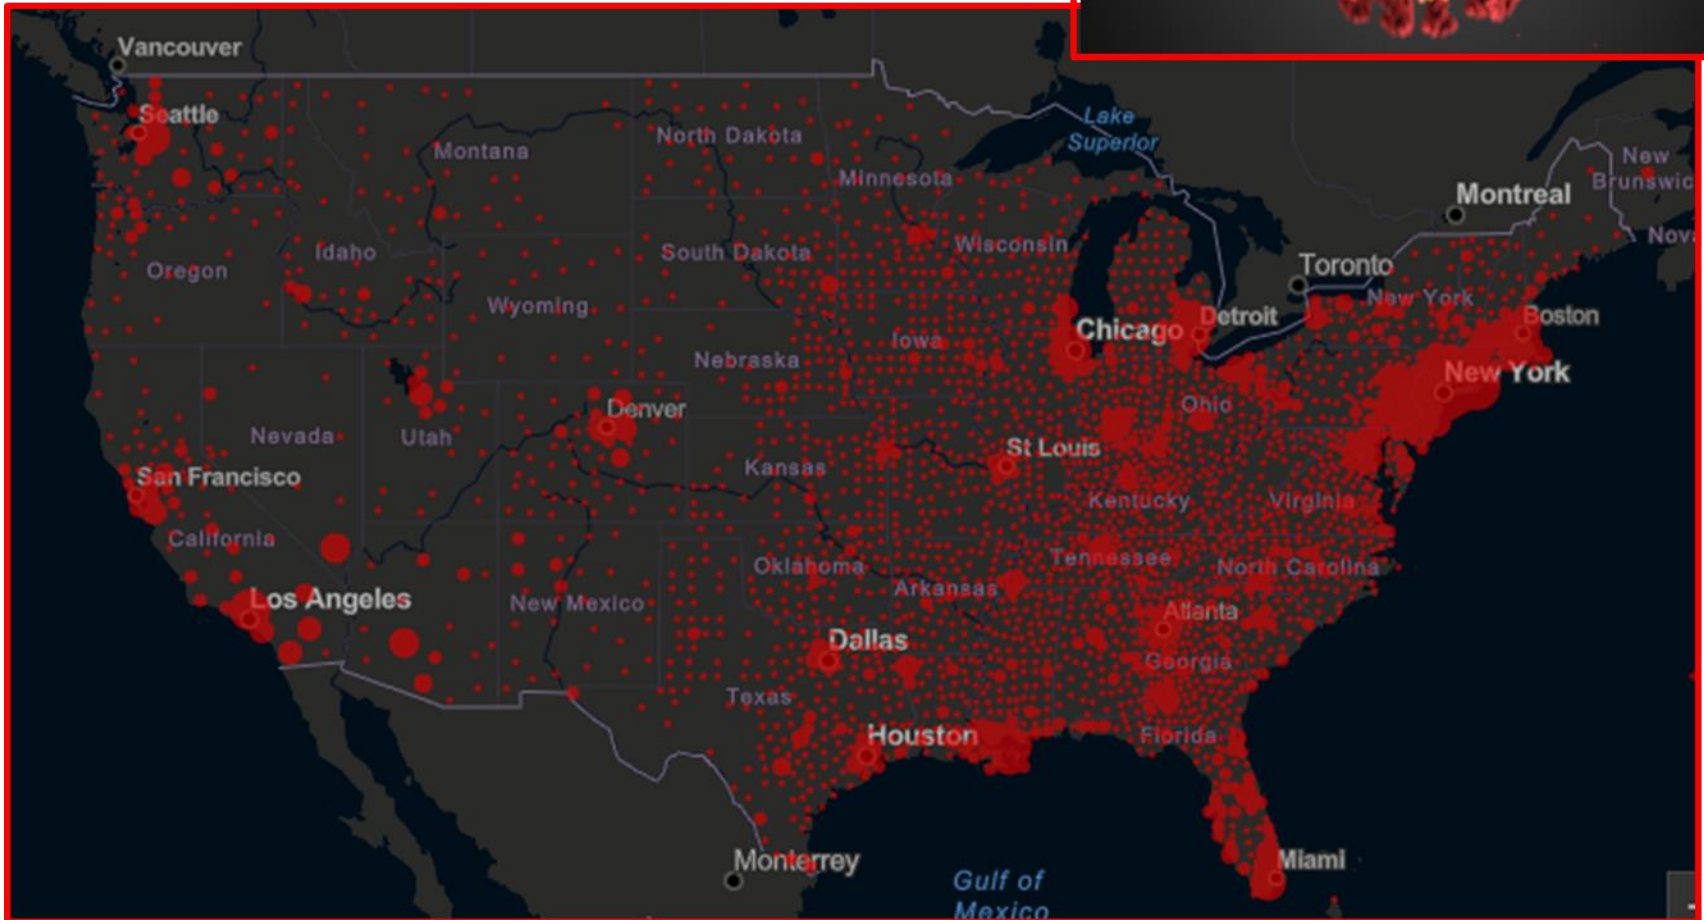 Vancouver
Seattle
Montana
North Dakota
Minnesota
Lake
Superior
Montreal
New
Brunswic
Nova
Oregon
Idaho
Wyoming
South Dakota
Wisconsin
Toronto
New York
Boston
Detroit
Chicago
Iowa
Nebraska
New York
Ohio
Denver
Nevada
Utah
Kansas
St Louis
San Francisco
California
Kentucky
Virginia
Tennessee
North Carolina
Oklahoma
Arkansas
Los Angeles
New Mexico
Atlanta
Dallas
Georgia
Texas
Houston
Florida
Monterrey
Miami
Gulf of
Mexico